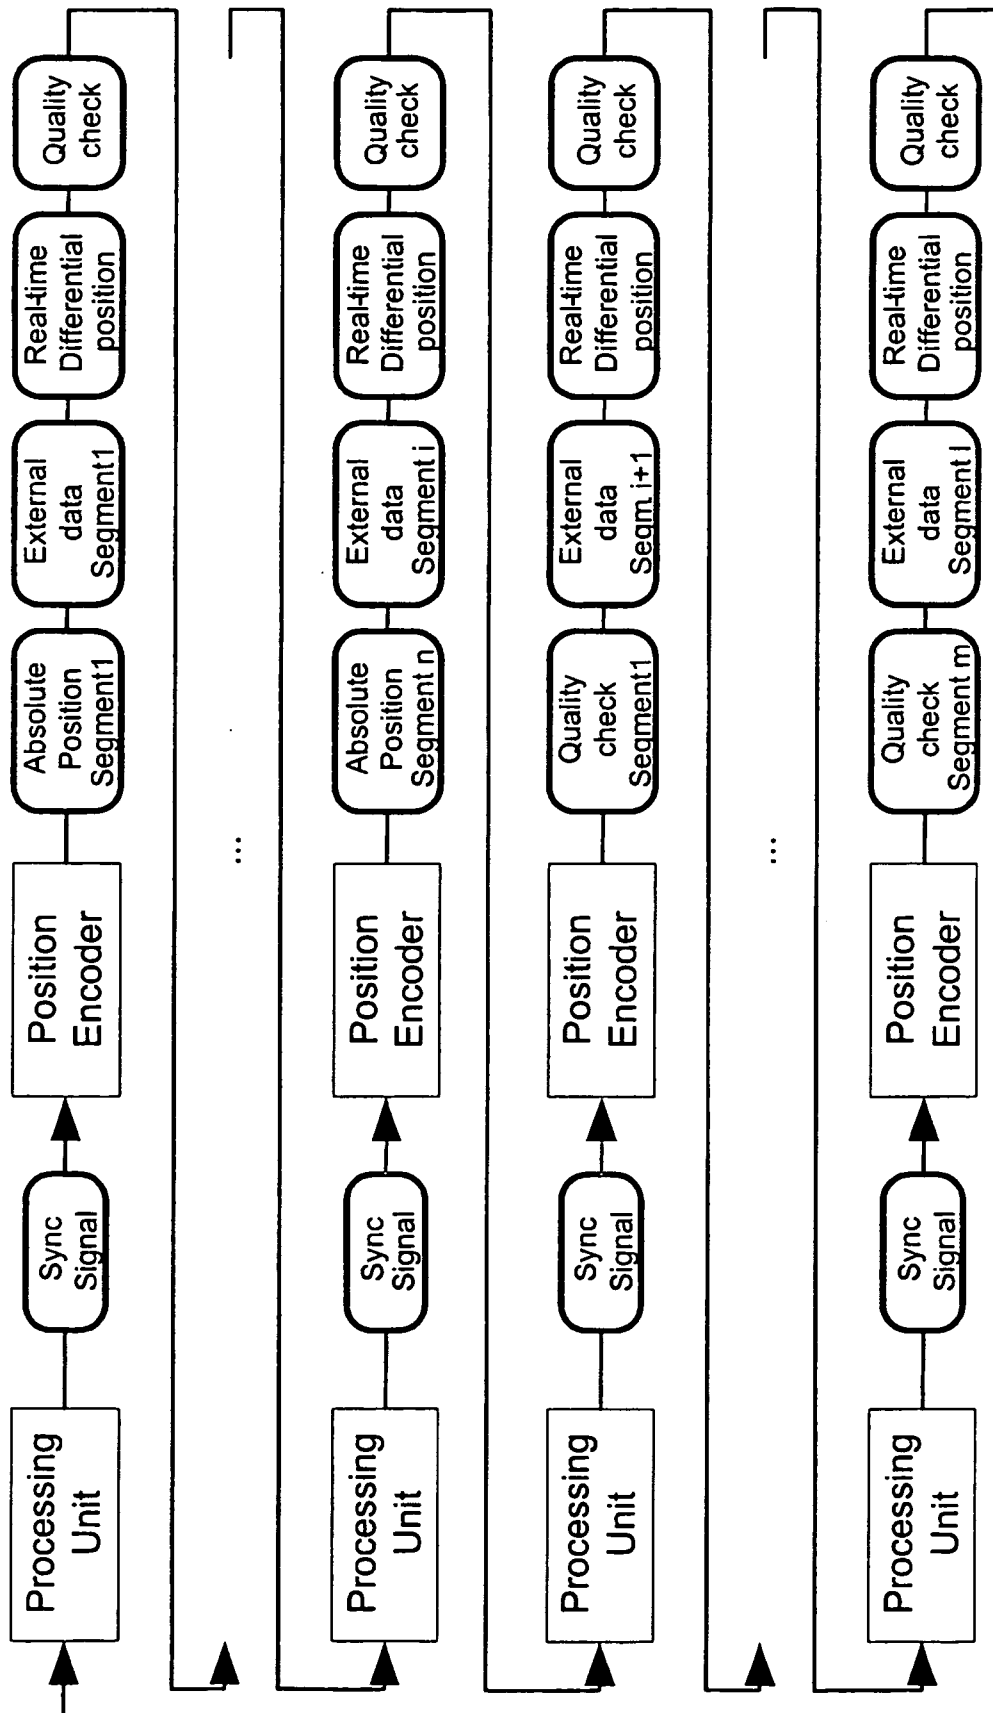 Processing
Unit
Sync
Signal
Position
Encoder
Absolute
Position
Segment1
External
data
Segment1
Real-time
Differential
position
Quality
check
...
Processing
Unit
Sync
Signal
Position
Encoder
Absolute
Position
Segment n
External
data
Segment i
Real-time
Differential
position
Quality
check
Processing
Unit
Sync
Signal
Position
Encoder
Quality
check
Segment1
External
data
Segm. i+1
Real-time
Differential
position
Quality
check
...
Processing
Unit
Sync
Signal
Position
Encoder
Quality
check
Segment m
External
data
Segment l
Real-time
Differential
position
Quality
check